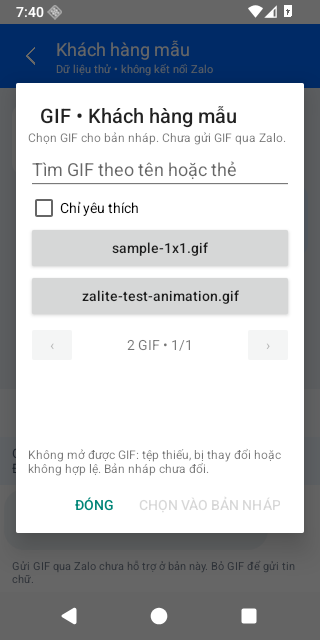 7:40
Khách hàng mẫu
Dữ liệu thử • không kết nối Zalo
GIF • Khách hàng mẫu
Chọn GIF cho bản nháp. Chưa gửi GIF qua Zalo.
Tìm GIF theo tên hoặc thẻ
Chỉ yêu thích
sample-1x1.gif
zalite-test-animation.gif
‹ 2 GIF • 1/1 ›
Không mở được GIF: tệp thiếu, bị thay đổi hoặc
không hợp lệ. Bản nháp chưa đổi.
ĐÓNG CHỌN VÀO BẢN NHÁP
Gửi GIF qua Zalo chưa hỗ trợ ở bản này. Bỏ GIF để gửi tin
chữ.